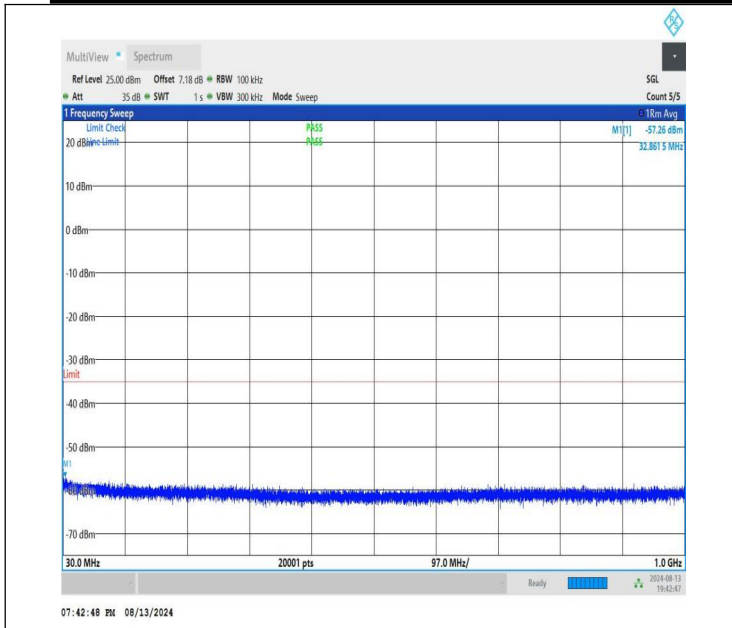 MultiView Spectrum
Ref Level 25.00 dBm Offset 7.18 dB RBW 100 kHz SGL
Att 35 dB SWT 1 s VBW 300 kHz Mode Sweep Count 5/5
1 Frequency Sweep 1Rm Avg
Limit Check PASS M1[1] -57.26 dBm
20 dBm Line Limit PASS 32.861 5 MHz
10 dBm
0 dBm
-10 dBm
-20 dBm
-30 dBm
Limit
-40 dBm
-50 dBm
M1
-60 dBm
-70 dBm
30.0 MHz 20001 pts 97.0 MHz/ 1.0 GHz
Ready 2024-08-13
19:42:47
07:42:48 PM 08/13/2024